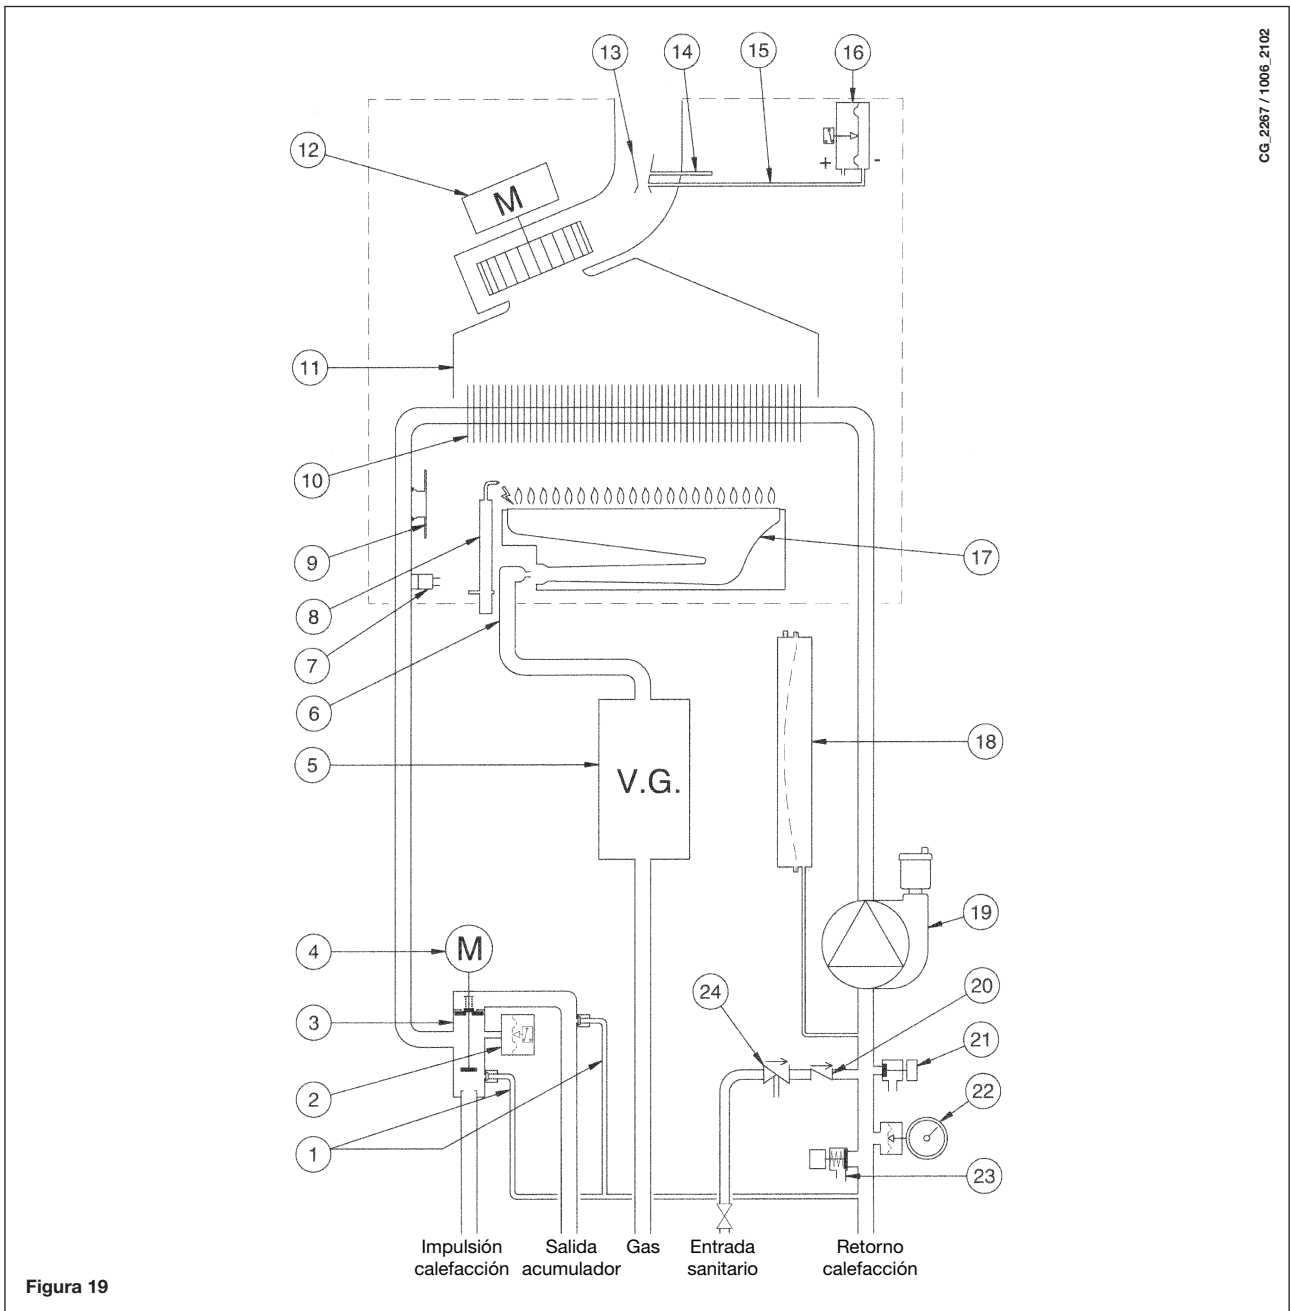 CG_2267 / 1006_2102
13
14
15
16
12
M
+
-
11
10
9
8
7
6
17
5
V.G.
18
4
M
19
3
24
20
21
2
22
1
23
Impulsión
calefacción
Salida
acumulador
Gas
Entrada
sanitario
Retorno
calefacción
Figura 19